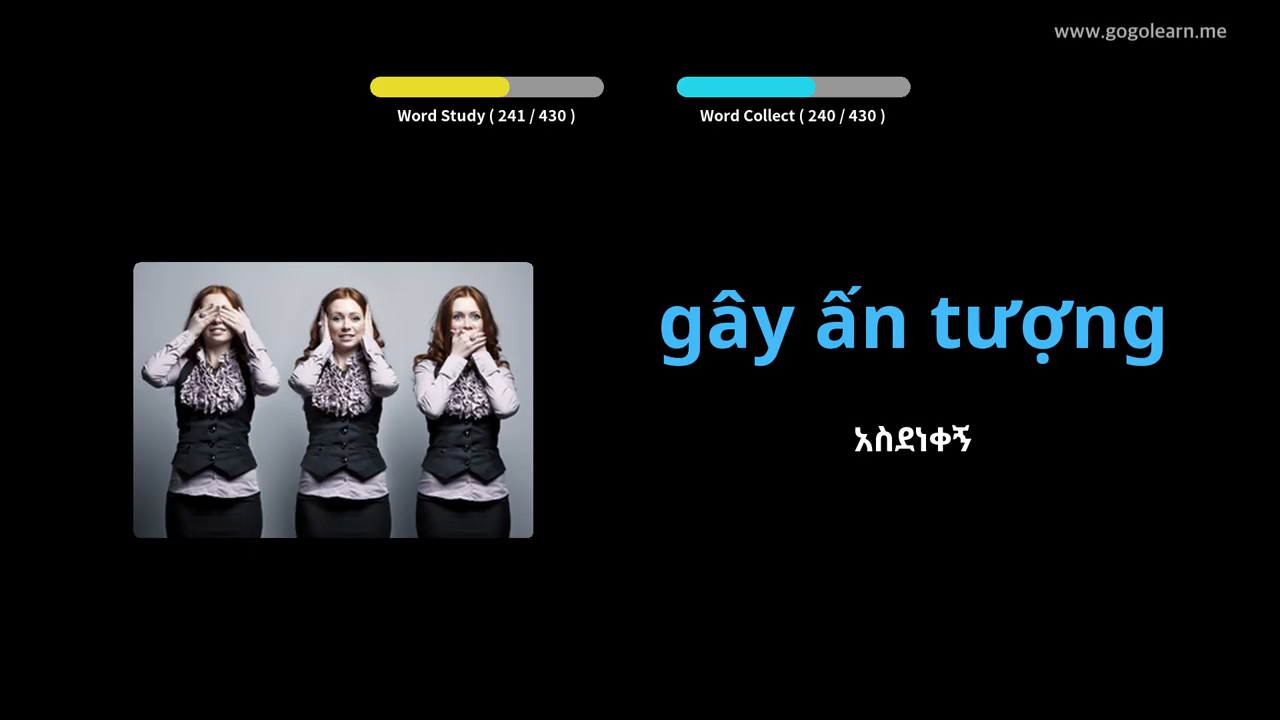 www.gogolearn.me
Word Study ( 241 / 430 )
Word Collect ( 240 / 430 )
gây ấn tượng
አስደነቀኝ